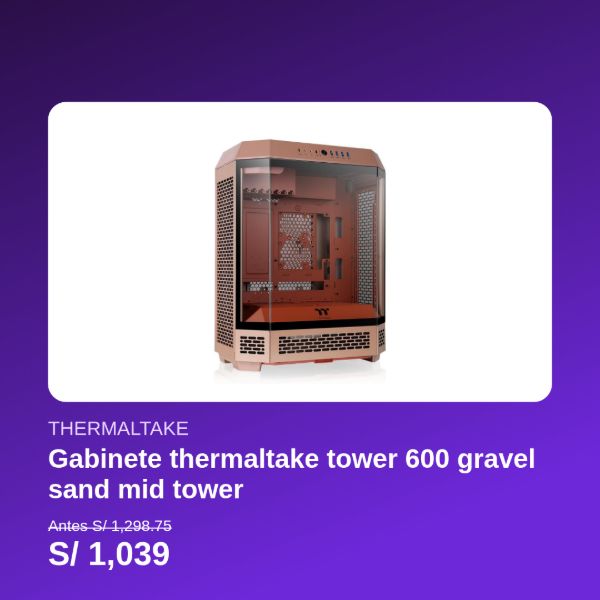 THERMALTAKE
Gabinete thermaltake tower 600 gravel
sand mid tower
Antes S/ 1,298.75
S/ 1,039